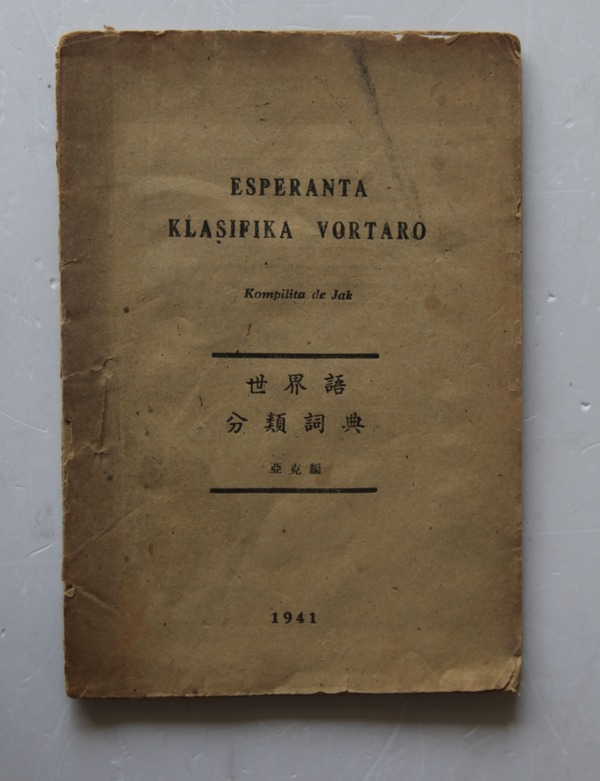 ESPERANTA
KLASIFIKA VORTARO
Kompilita de Jak
世界語
分類詞典
亞克編
1941